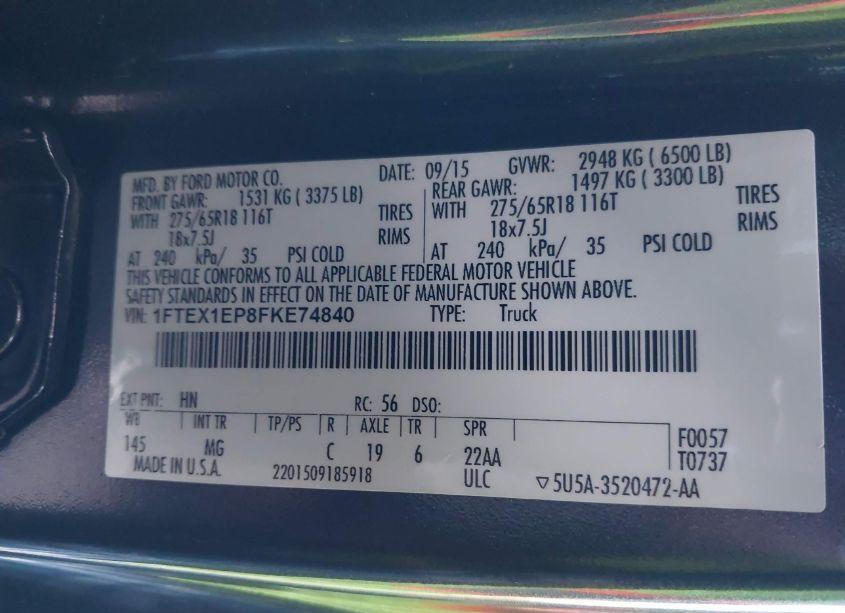 MFD. BY FORD MOTOR CO. DATE: 09/15 GVWR: 2948 KG ( 6500 LB)
FRONT GAWR: 1531 KG ( 3375 LB) REAR GAWR: 1497 KG ( 3300 LB)
WITH 275/65R18 116T TIRES WITH 275/65R18 116T TIRES
18x7.5J RIMS 18x7.5J RIMS
AT 240 kPa/ 35 PSI COLD AT 240 kPa/ 35 PSI COLD
THIS VEHICLE CONFORMS TO ALL APPLICABLE FEDERAL MOTOR VEHICLE
SAFETY STANDARDS IN EFFECT ON THE DATE OF MANUFACTURE SHOWN ABOVE.
VIN: 1FTEX1EP8FKE74840 TYPE: Truck
EXT PNT: HN RC: 56 DSO:
WB INT TR TP/PS R AXLE TR SPR
145 MG C 19 6 22AA F0057
MADE IN U.S.A. 2201509185918 ULC T0737
▽5U5A-3520472-AA